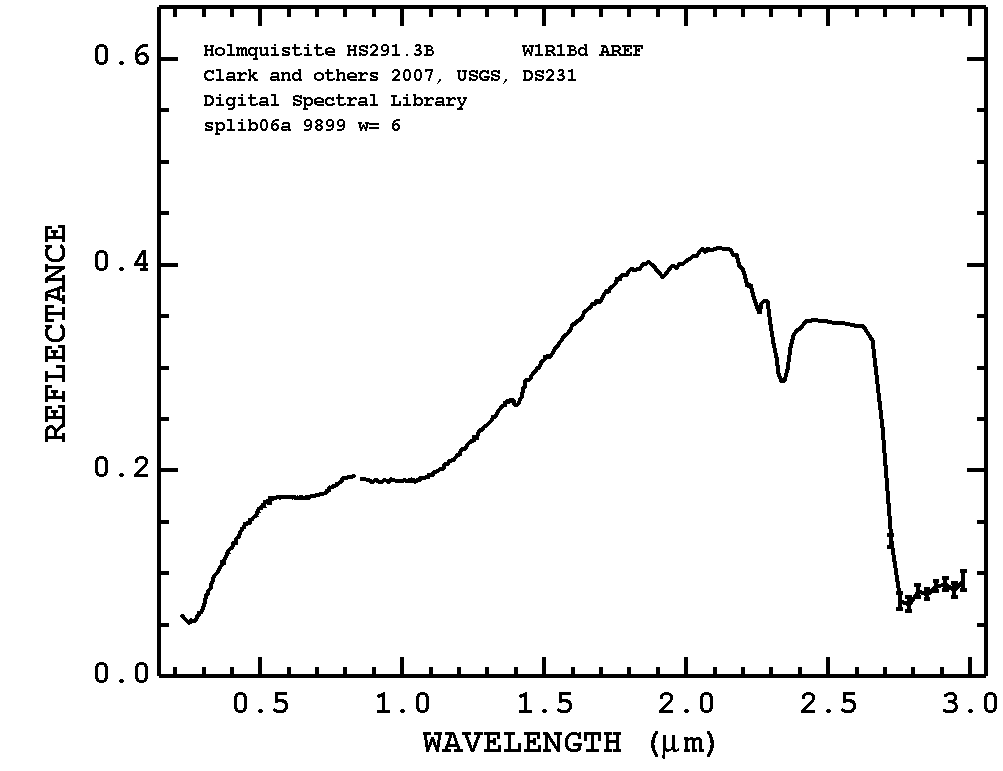 Holmquistite HS291.3B W1R1Bd AREF
Clark and others 2007, USGS, DS231
Digital Spectral Library
splib06a 9899 w= 6
0.6
0.4
0.2
0.0
REFLECTANCE
0.5 1.0 1.5 2.0 2.5 3.0
WAVELENGTH (μm)